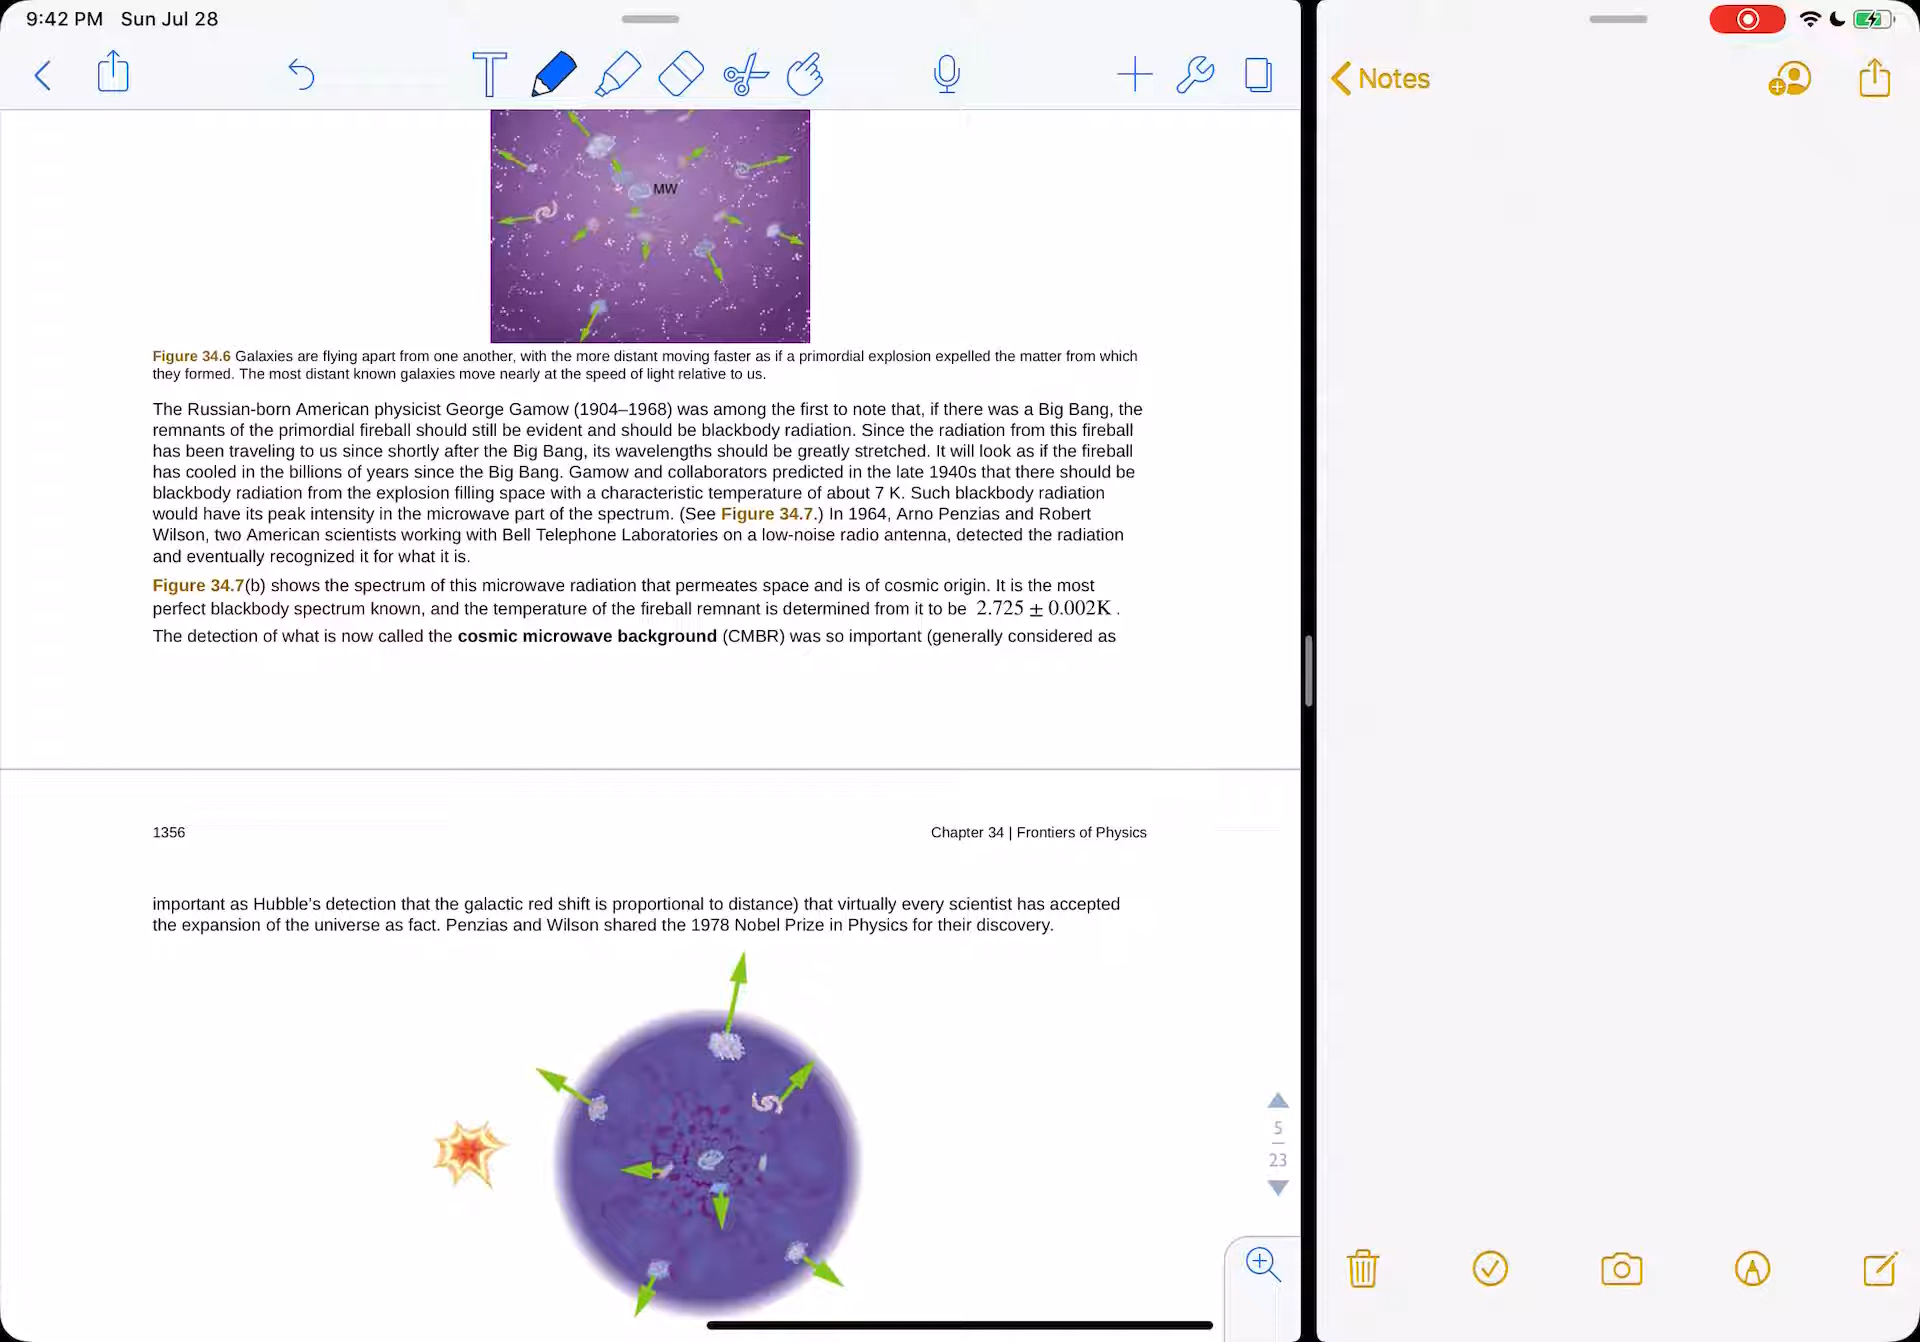 9:42 PM Sun Jul 28
Notes
MW
Figure 34.6 Galaxies are flying apart from one another, with the more distant moving faster as if a primordial explosion expelled the matter from which
they formed. The most distant known galaxies move nearly at the speed of light relative to us.
The Russian-born American physicist George Gamow (1904–1968) was among the first to note that, if there was a Big Bang, the
remnants of the primordial fireball should still be evident and should be blackbody radiation. Since the radiation from this fireball
has been traveling to us since shortly after the Big Bang, its wavelengths should be greatly stretched. It will look as if the fireball
has cooled in the billions of years since the Big Bang. Gamow and collaborators predicted in the late 1940s that there should be
blackbody radiation from the explosion filling space with a characteristic temperature of about 7 K. Such blackbody radiation
would have its peak intensity in the microwave part of the spectrum. (See Figure 34.7.) In 1964, Arno Penzias and Robert
Wilson, two American scientists working with Bell Telephone Laboratories on a low-noise radio antenna, detected the radiation
and eventually recognized it for what it is.
Figure 34.7(b) shows the spectrum of this microwave radiation that permeates space and is of cosmic origin. It is the most
perfect blackbody spectrum known, and the temperature of the fireball remnant is determined from it to be 2.725 ± 0.002K .
The detection of what is now called the cosmic microwave background (CMBR) was so important (generally considered as
1356
Chapter 34 | Frontiers of Physics
important as Hubble's detection that the galactic red shift is proportional to distance) that virtually every scientist has accepted
the expansion of the universe as fact. Penzias and Wilson shared the 1978 Nobel Prize in Physics for their discovery.
5
23